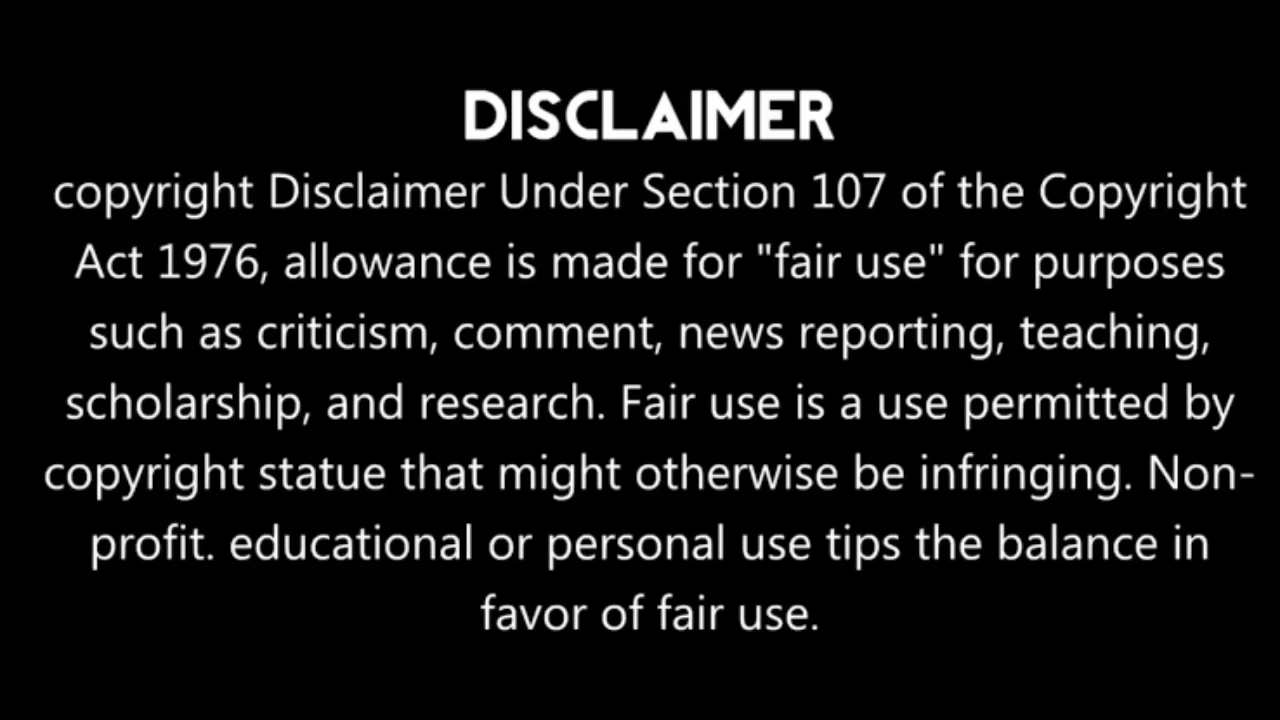 DISCLAIMER
copyright Disclaimer Under Section 107 of the Copyright
Act 1976, allowance is made for "fair use" for purposes
such as criticism, comment, news reporting, teaching,
scholarship, and research. Fair use is a use permitted by
copyright statue that might otherwise be infringing. Non-
profit. educational or personal use tips the balance in
favor of fair use.